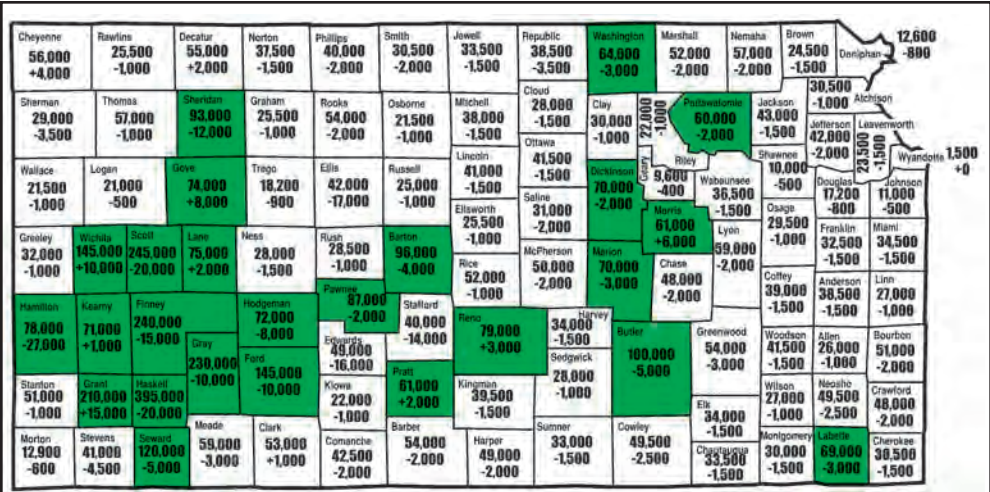 Cheyenne
56,000
+4,000
Rawlins
25,500
-1,000
Decatur
55,000
+2,000
Norton
37,500
-1,500
Phillips
40,000
-2,000
Smith
30,500
-2,000
Jewell
33,500
-1,500
Republic
38,500
-3,500
Washington
64,000
-3,000
Marshall
52,000
-2,000
Nemaha
57,000
-2,000
Brown
24,500
-1,500
Doniphan
12,600
-800
Sherman
29,000
-3,500
Thomas
57,000
-1,000
Sheridan
93,000
-12,000
Graham
25,500
-1,000
Rooks
54,000
-2,000
Osborne
21,500
-1,000
Mitchell
38,000
-1,500
Cloud
28,000
-1,500
Clay
30,000
-1,000
22,000
-1,000
Riley
Pottawatomie
60,000
-2,000
Jackson
43,000
-1,500
30,500
-1,000
Atchison
Jefferson
42,000
-2,000
Leavenworth
23,500
-1,500
Wyandotte
1,500
+0
Wallace
21,500
-1,000
Logan
21,000
-500
Gove
74,000
+8,000
Trego
18,200
-900
Ellis
42,000
-17,000
Russell
25,000
-1,000
Lincoln
41,000
-1,500
Ottawa
41,500
-1,500
Saline
31,000
-2,000
Dickinson
70,000
-2,000
Geary
9,600
-400
Wabaunsee
36,500
-1,500
Shawnee
10,000
-500
Douglas
17,200
-800
Johnson
11,000
-500
Ellsworth
25,500
-1,000
Morris
61,000
+6,000
Osage
29,500
-1,000
Franklin
32,500
-1,500
Miami
34,500
-1,500
Greeley
32,000
-1,000
Wichita
145,000
+10,000
Scott
245,000
-20,000
Lane
75,000
+2,000
Ness
28,000
-1,500
Rush
28,500
-1,000
Barton
96,000
-4,000
Rice
52,000
-1,000
McPherson
50,000
-2,000
Marion
70,000
-3,000
Chase
48,000
-2,000
Lyon
59,000
-2,000
Coffey
39,000
-1,500
Anderson
38,500
-1,500
Linn
27,000
-1,000
Hamilton
78,000
-27,000
Kearny
71,000
+1,000
Finney
240,000
-15,000
Hodgeman
72,000
-8,000
Pawnee
87,000
-2,000
Stafford
40,000
-14,000
Reno
79,000
+3,000
Harvey
34,000
-1,500
Butler
100,000
-5,000
Greenwood
54,000
-3,000
Woodson
41,500
-1,500
Allen
26,000
-1,000
Bourbon
51,000
-2,000
Gray
230,000
-10,000
Ford
145,000
-10,000
Edwards
49,000
-16,000
Pratt
61,000
+2,000
Sedgwick
28,000
-1,000
Stanton
51,000
-1,000
Grant
210,000
+15,000
Haskell
395,000
-20,000
Kiowa
22,000
-1,000
Kingman
39,500
-1,500
Elk
34,000
-1,500
Wilson
27,000
-1,000
Neosho
49,500
-2,500
Crawford
48,000
-2,000
Morton
12,900
-600
Stevens
41,000
-4,500
Seward
120,000
-5,000
Meade
59,000
-3,000
Clark
53,000
+1,000
Comanche
42,500
-2,000
Barber
54,000
-2,000
Harper
49,000
-2,000
Sumner
33,000
-1,500
Cowley
49,500
-2,500
Chautauqua
33,500
-1,500
Montgomery
30,000
-1,500
Labette
69,000
-3,000
Cherokee
38,500
-1,500